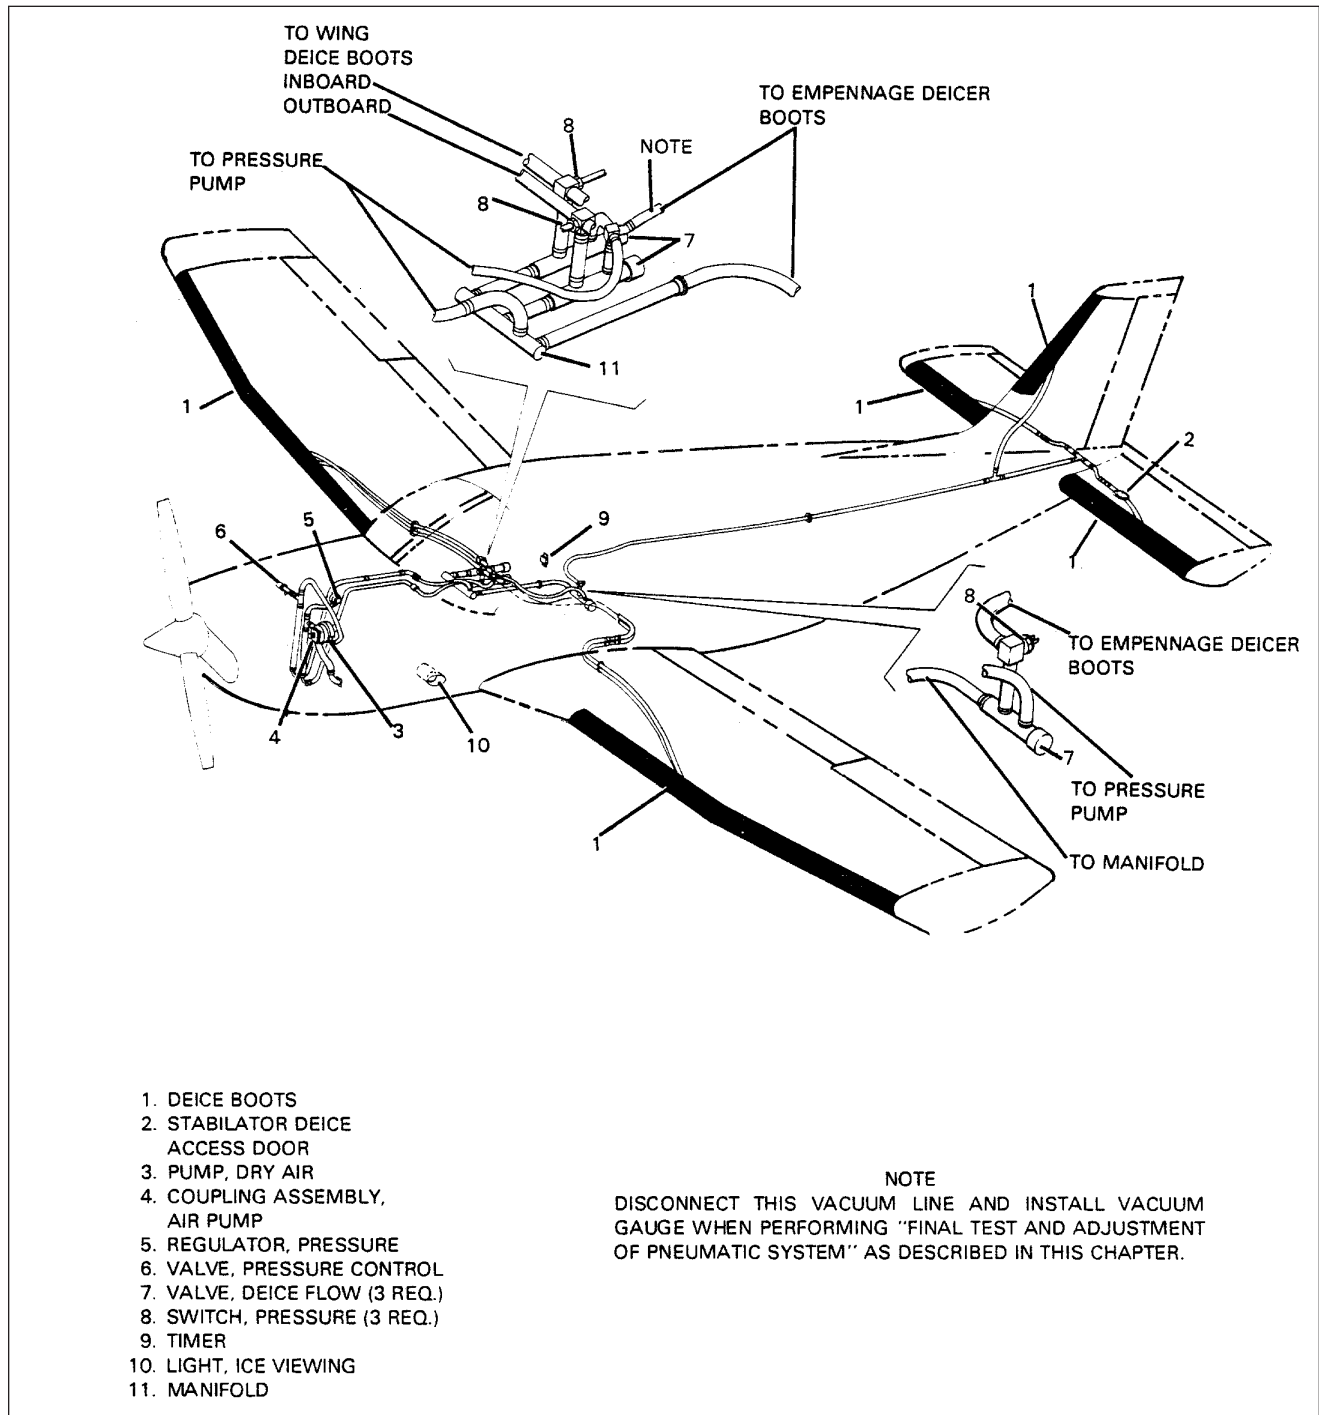 TO WING
DEICE BOOTS
INBOARD
OUTBOARD
TO EMPENNAGE DEICER
BOOTS
8
NOTE
TO PRESSURE
PUMP
8
7
1
11
1
1
2
5
6
9
8
TO EMPENNAGE DEICER
BOOTS
1
4
3
10
7
TO PRESSURE
PUMP
TO MANIFOLD
1
1. DEICE BOOTS
2. STABILATOR DEICE
ACCESS DOOR
3. PUMP, DRY AIR
4. COUPLING ASSEMBLY,
AIR PUMP
5. REGULATOR, PRESSURE
6. VALVE, PRESSURE CONTROL
7. VALVE, DEICE FLOW (3 REQ.)
8. SWITCH, PRESSURE (3 REQ.)
9. TIMER
10. LIGHT, ICE VIEWING
11. MANIFOLD
NOTE
DISCONNECT THIS VACUUM LINE AND INSTALL VACUUM
GAUGE WHEN PERFORMING "FINAL TEST AND ADJUSTMENT
OF PNEUMATIC SYSTEM" AS DESCRIBED IN THIS CHAPTER.